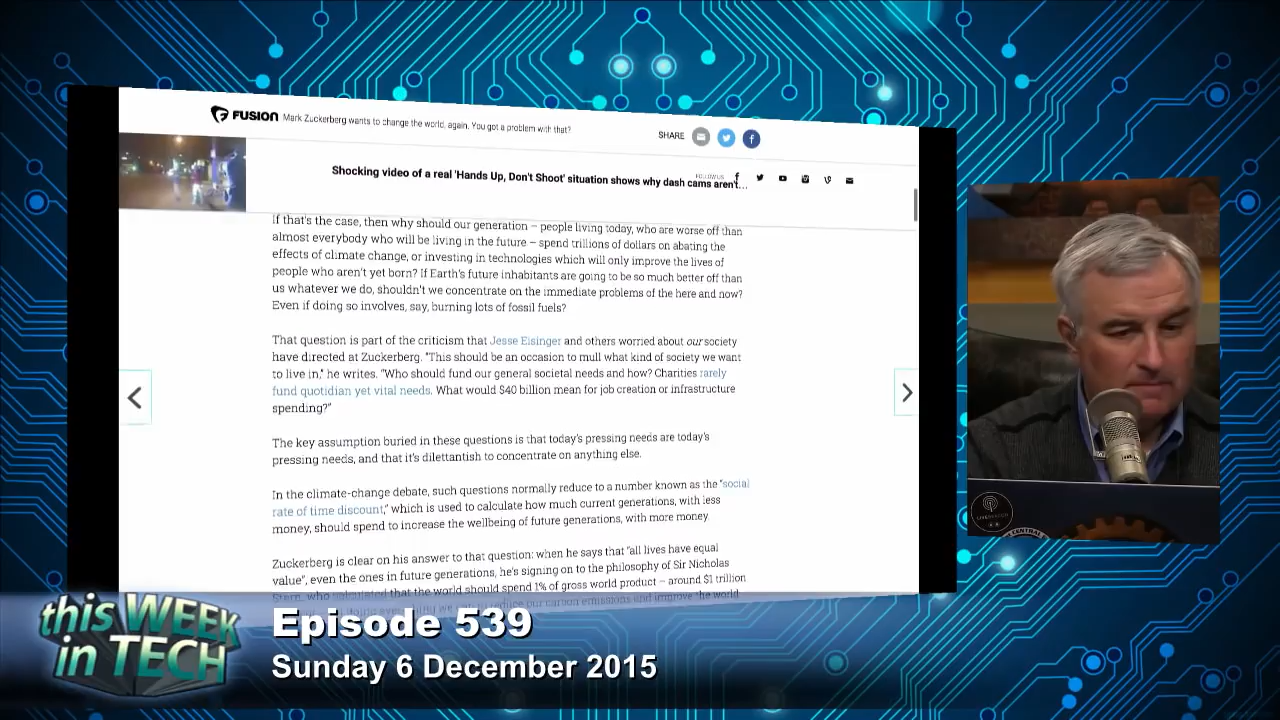 FUSION Mark Zuckerberg wants to change the world, again. You got a problem with that?
SHARE
Shocking video of a real 'Hands Up, Don't Shoot' situation shows why dash cams aren't...
FOLLOW US
If that's the case, then why should our generation – people living today, who are worse off than
almost everybody who will be living in the future – spend trillions of dollars on abating the
effects of climate change, or investing in technologies which will only improve the lives of
people who aren't yet born? If Earth's future inhabitants are going to be so much better off than
us whatever we do, shouldn't we concentrate on the immediate problems of the here and now?
Even if doing so involves, say, burning lots of fossil fuels?
That question is part of the criticism that Jesse Eisinger and others worried about our society
have directed at Zuckerberg. "This should be an occasion to mull what kind of society we want
to live in," he writes. "Who should fund our general societal needs and how? Charities rarely
fund quotidian yet vital needs. What would $40 billion mean for job creation or infrastructure
spending?"
The key assumption buried in these questions is that today's pressing needs are today's
pressing needs, and that it's dilettantish to concentrate on anything else.
In the climate-change debate, such questions normally reduce to a number known as the "social
rate of time discount," which is used to calculate how much current generations, with less
money, should spend to increase the wellbeing of future generations, with more money
Zuckerberg is clear on his answer to that question: when he says that "all lives have equal
value", even the ones in future generations, he's signing on to the philosophy of Sir Nicholas
Stern, who calculated that the world should spend 1% of gross world product – around $1 trillion
reduce our carbon emissions and improve the world
this WEEK
in TECH
Episode 539
Sunday 6 December 2015